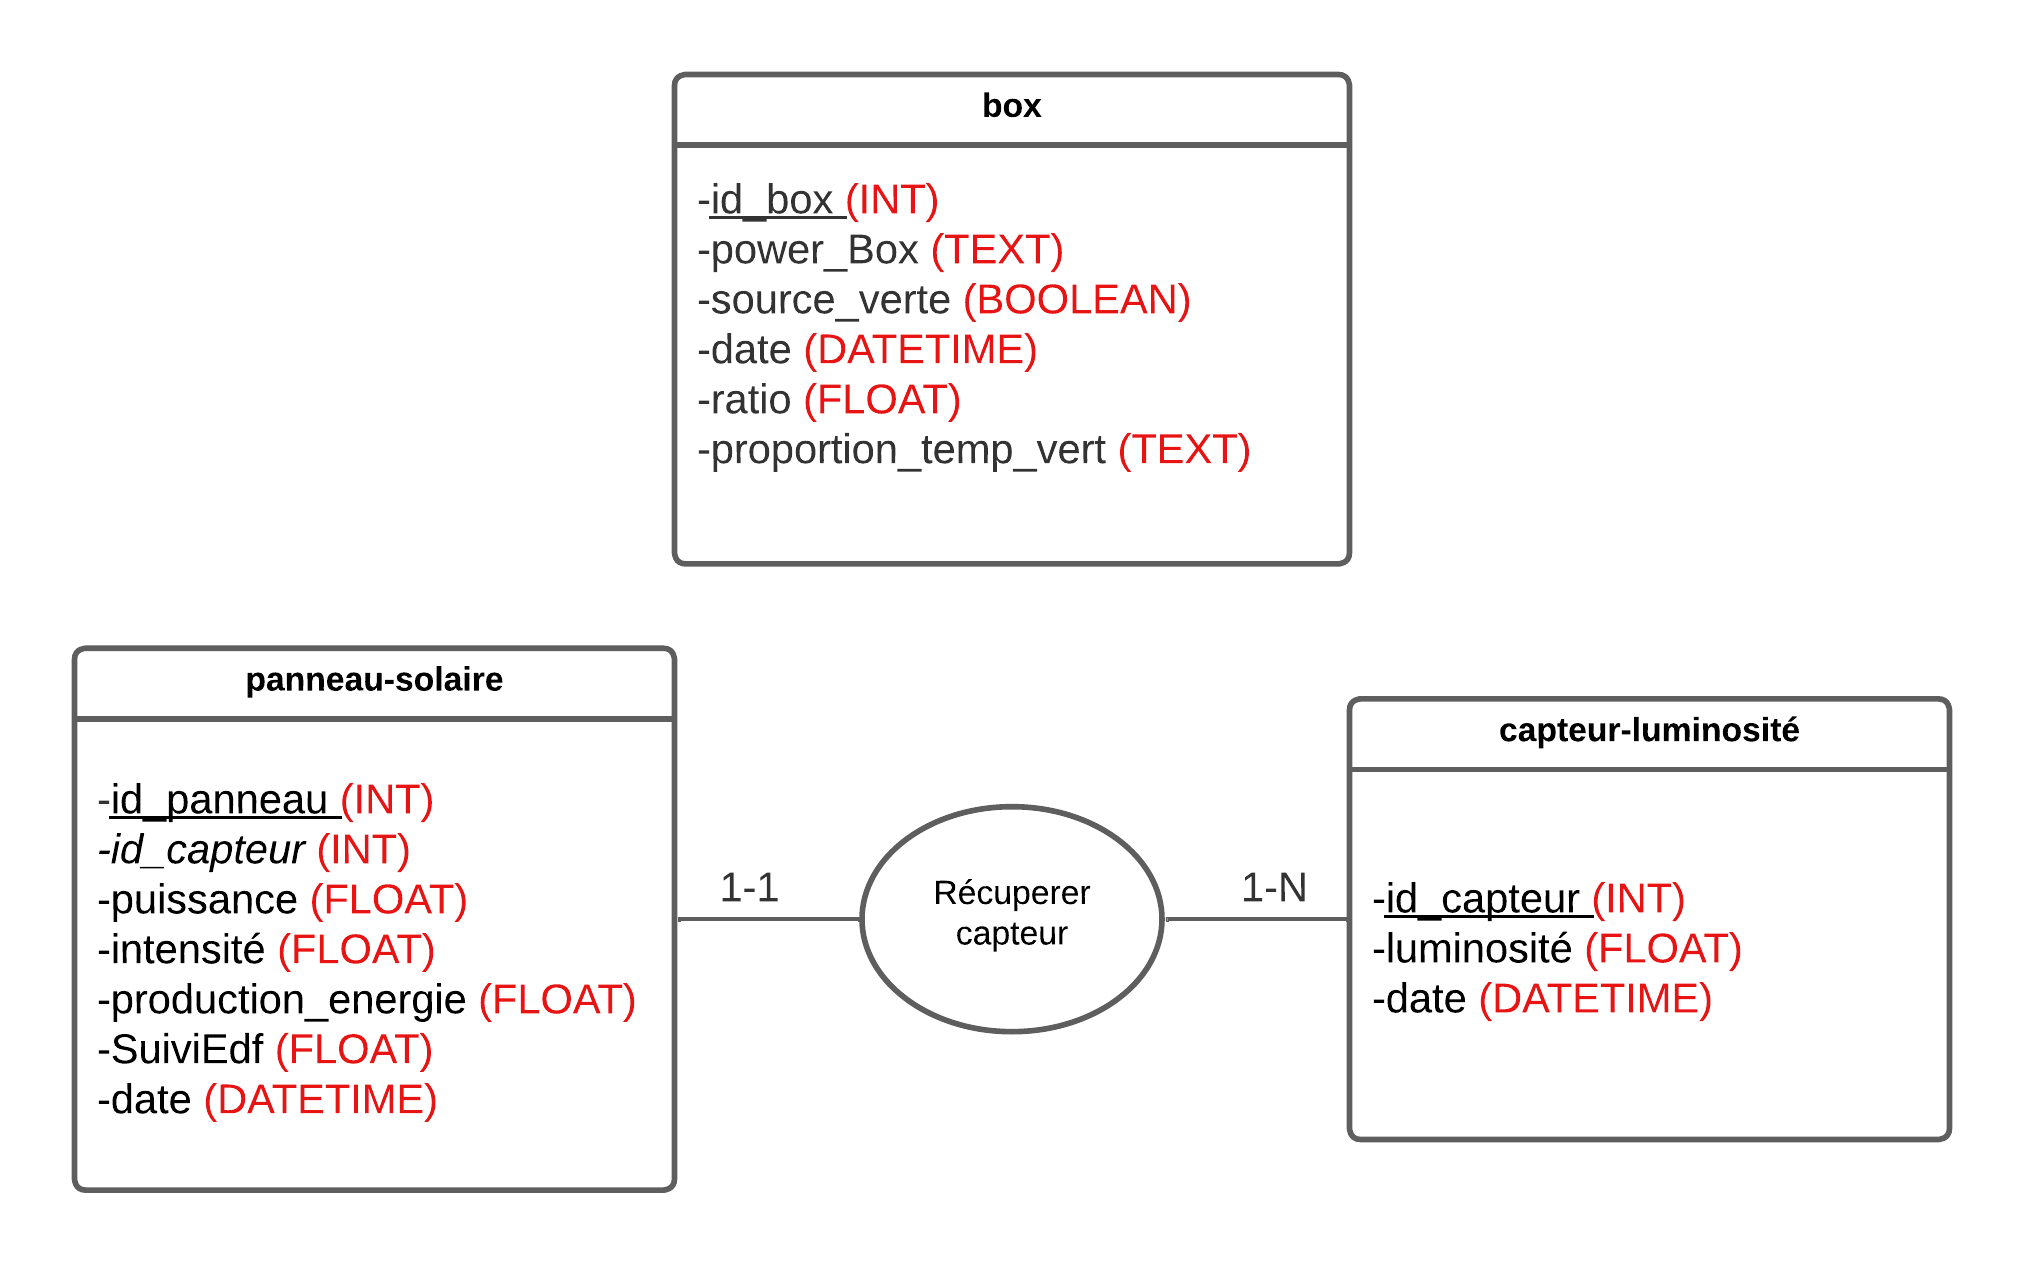 box
-id_box (INT)
-power_Box (TEXT)
-source_verte (BOOLEAN)
-date (DATETIME)
-ratio (FLOAT)
-proportion_temp_vert (TEXT)
panneau-solaire
-id_panneau (INT)
-id_capteur (INT)
-puissance (FLOAT)
-intensité (FLOAT)
-production_energie (FLOAT)
-SuiviEdf (FLOAT)
-date (DATETIME)
1-1
Récuperer
capteur
1-N
capteur-luminosité
-id_capteur (INT)
-luminosité (FLOAT)
-date (DATETIME)